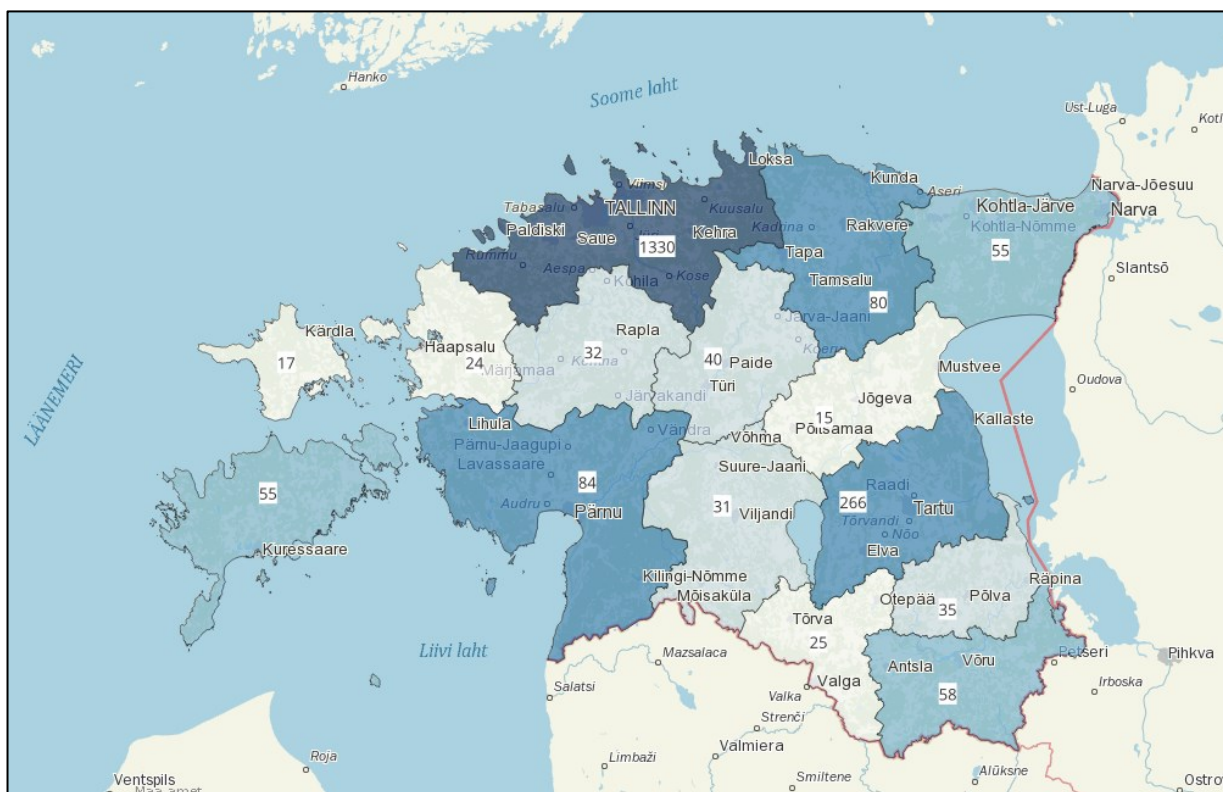 Hanko
Soome laht
Ust-Luga
Kotl
Loksa
Kunda
Aseri
Narva-Jõesuu
Viimsi
Kohtla-Järve
Narva
Tabasalu
TALLINN
Kuusalu
Kohtla-Nõmme
Paldiski
Saue
Jüri
Kehra
Kadrina
Rakvere
1330
55
Rummu
Aespa
Kose
Tapa
Slantsõ
Kohila
Tamsalu
80
Järva-Jaani
Kärdla
Rapla
Haapsalu
32
40
Koeru
17
24
Märjamaa
Kehtna
Paide
Mustvee
Oudova
LÄÄNEMERI
Türi
Järvakandi
Jõgeva
15
Kallaste
Lihula
Vändra
Võhma
Põltsamaa
Pärnu-Jaagupi
Suure-Jaani
Lavassaare
84
Raadi
55
Audru
Pärnu
31
Viljandi
266
Tartu
Tõrvandi
Nõo
Kuressaare
Elva
Kilingi-Nõmme
Räpina
Mõisaküla
Otepää
Põlva
35
Tõrva
25
Liivi laht
Mazsalaca
Antsla
Võru
Petseri
Pihkva
Valga
Salatsi
Valka
58
Irboska
Strenči
Roja
Valmiera
Limbaži
Ventspils
Smiltene
Alūksne
Ostro
Maa-amet